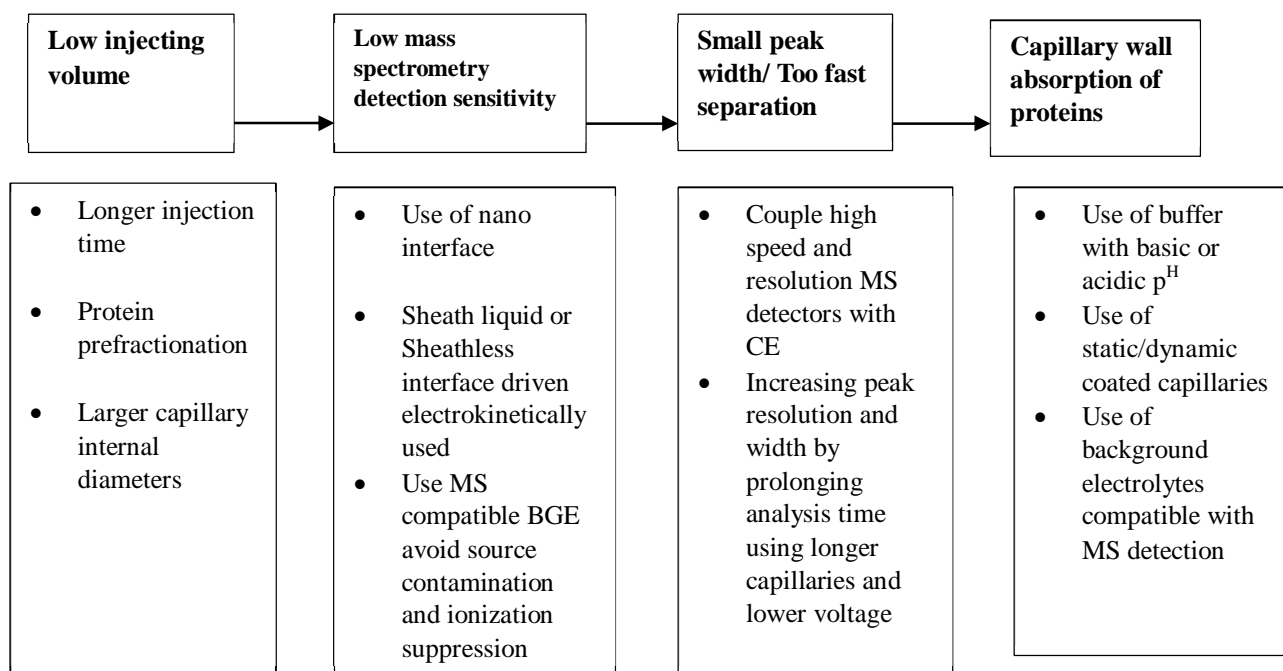 Low injecting
volume
Low mass
spectrometry
detection sensitivity
Small peak
width/ Too fast
separation
Capillary wall
absorption of
proteins
• Longer injection
time
• Protein
prefractionation
• Larger capillary
internal
diameters
• Use of nano
interface
• Sheath liquid or
Sheathless
interface driven
electrokinetically
used
• Use MS
compatible BGE
avoid source
contamination
and ionization
suppression
• Couple high
speed and
resolution MS
detectors with
CE
• Increasing peak
resolution and
width by
prolonging
analysis time
using longer
capillaries and
lower voltage
• Use of buffer
with basic or
acidic p^H
• Use of
static/dynamic
coated capillaries
• Use of
background
electrolytes
compatible with
MS detection